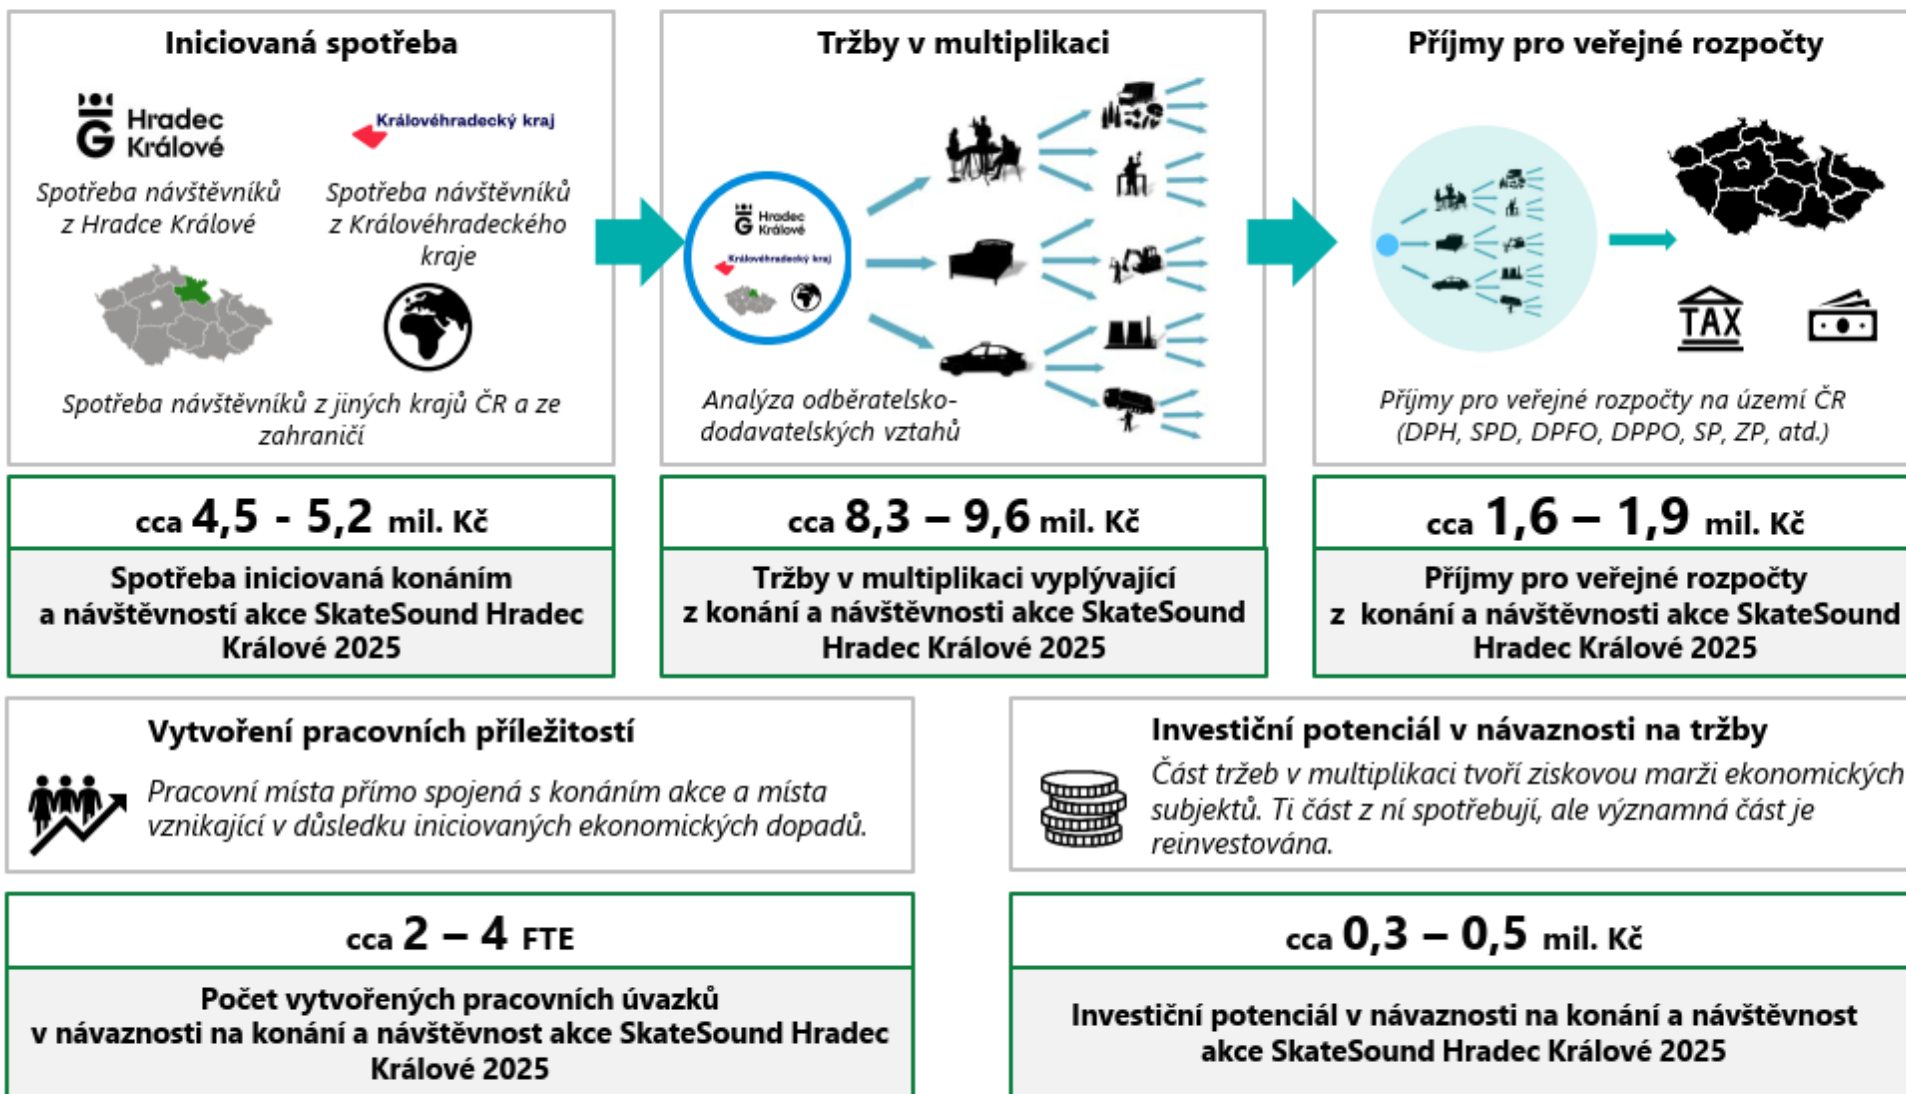 Iniciovaná spotřeba
Hradec
Králové
Královéhradecký kraj
Spotřeba návštěvníků
z Hradce Králové
Spotřeba návštěvníků
z Královéhradeckého
kraje
Spotřeba návštěvníků z jiných krajů ČR a ze
zahraničí
Tržby v multiplikaci
Hradec
Králové
Královéhradecký kraj
Analýza odběratelsko-
dodavatelských vztahů
Příjmy pro veřejné rozpočty
TAX
Příjmy pro veřejné rozpočty na území ČR
(DPH, SPD, DPFO, DPPO, SP, ZP, atd.)
cca 4,5 - 5,2 mil. Kč
Spotřeba iniciovaná konáním
a návštěvností akce SkateSound Hradec
Králové 2025
cca 8,3 – 9,6 mil. Kč
Tržby v multiplikaci vyplývající
z konání a návštěvnosti akce SkateSound
Hradec Králové 2025
cca 1,6 – 1,9 mil. Kč
Příjmy pro veřejné rozpočty
z konání a návštěvnosti akce SkateSound
Hradec Králové 2025
Vytvoření pracovních příležitostí
Pracovní místa přímo spojená s konáním akce a místa
vznikající v důsledku iniciovaných ekonomických dopadů.
Investiční potenciál v návaznosti na tržby
Část tržeb v multiplikaci tvoří ziskovou marži ekonomických
subjektů. Ti část z ní spotřebují, ale významná část je
reinvestována.
cca 2 – 4 FTE
Počet vytvořených pracovních úvazků
v návaznosti na konání a návštěvnost akce SkateSound Hradec
Králové 2025
cca 0,3 – 0,5 mil. Kč
Investiční potenciál v návaznosti na konání a návštěvnost
akce SkateSound Hradec Králové 2025